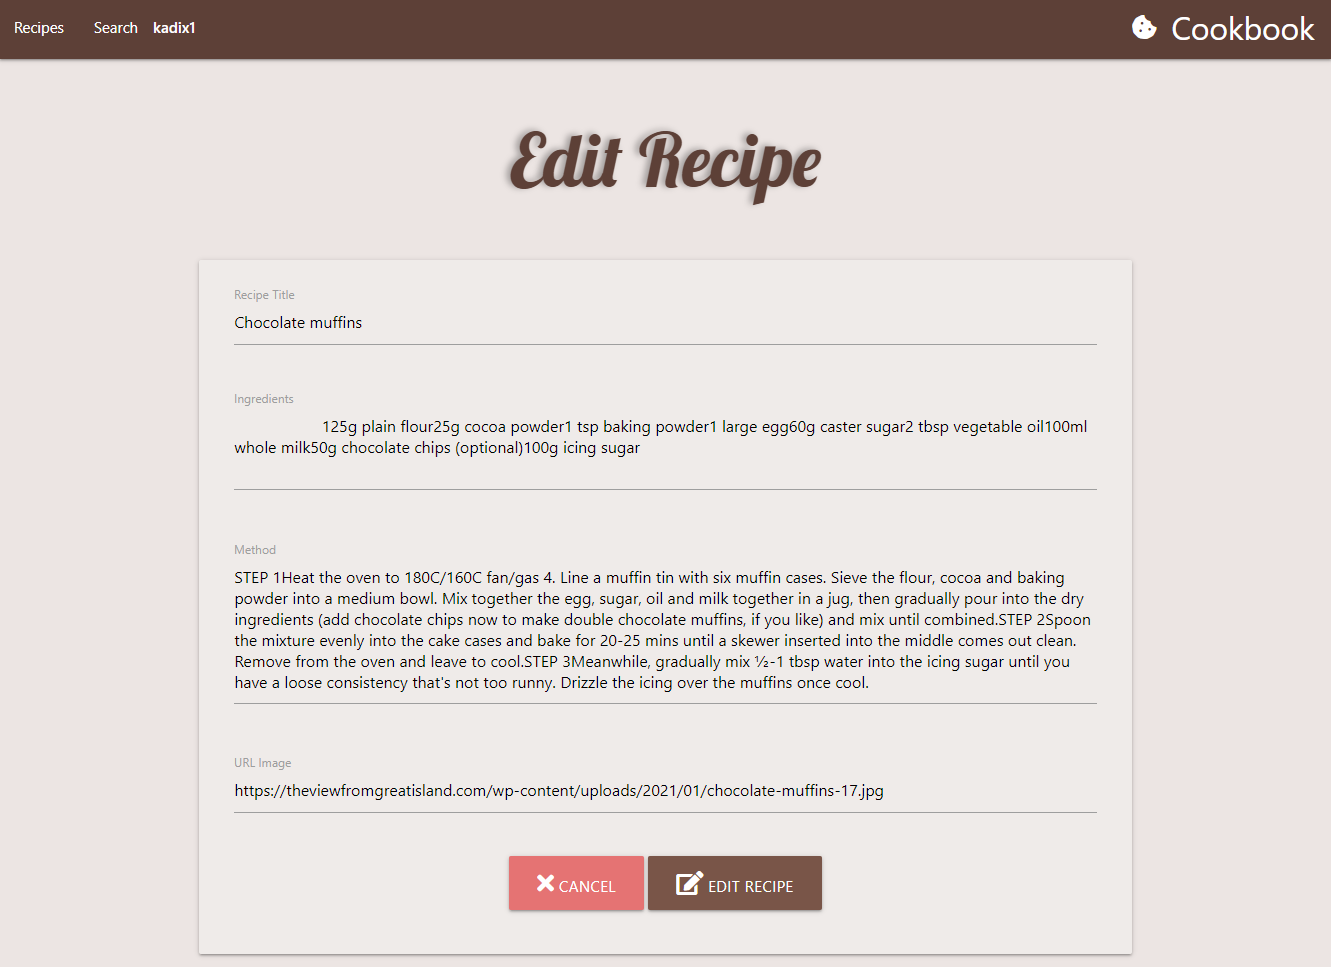 Recipes Search kadix1 Cookbook
Edit Recipe
Recipe Title
Chocolate muffins
Ingredients
125g plain flour25g cocoa powder1 tsp baking powder1 large egg60g caster sugar2 tbsp vegetable oil100ml
whole milk50g chocolate chips (optional)100g icing sugar
Method
STEP 1Heat the oven to 180C/160C fan/gas 4. Line a muffin tin with six muffin cases. Sieve the flour, cocoa and baking
powder into a medium bowl. Mix together the egg, sugar, oil and milk together in a jug, then gradually pour into the dry
ingredients (add chocolate chips now to make double chocolate muffins, if you like) and mix until combined.STEP 2Spoon
the mixture evenly into the cake cases and bake for 20-25 mins until a skewer inserted into the middle comes out clean.
Remove from the oven and leave to cool.STEP 3Meanwhile, gradually mix ½-1 tbsp water into the icing sugar until you
have a loose consistency that's not too runny. Drizzle the icing over the muffins once cool.
URL Image
https://theviewfromgreatisland.com/wp-content/uploads/2021/01/chocolate-muffins-17.jpg
CANCEL EDIT RECIPE